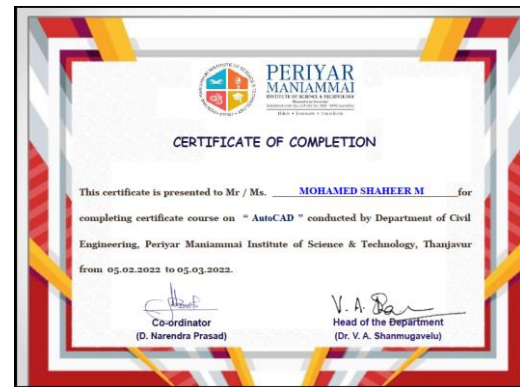 PERIYAR
MANIAMMAI
INSTITUTE OF SCIENCE & TECHNOLOGY
CERTIFICATE OF COMPLETION
This certificate is presented to Mr / Ms. MOHAMED SHAHEER M for
completing certificate course on “ AutoCAD ” conducted by Department of Civil
Engineering, Periyar Maniammai Institute of Science & Technology, Thanjavur
from 05.02.2022 to 05.03.2022.
V. A.
Co-ordinator
(D. Narendra Prasad)
Head of the Department
(Dr. V. A. Shanmugavelu)